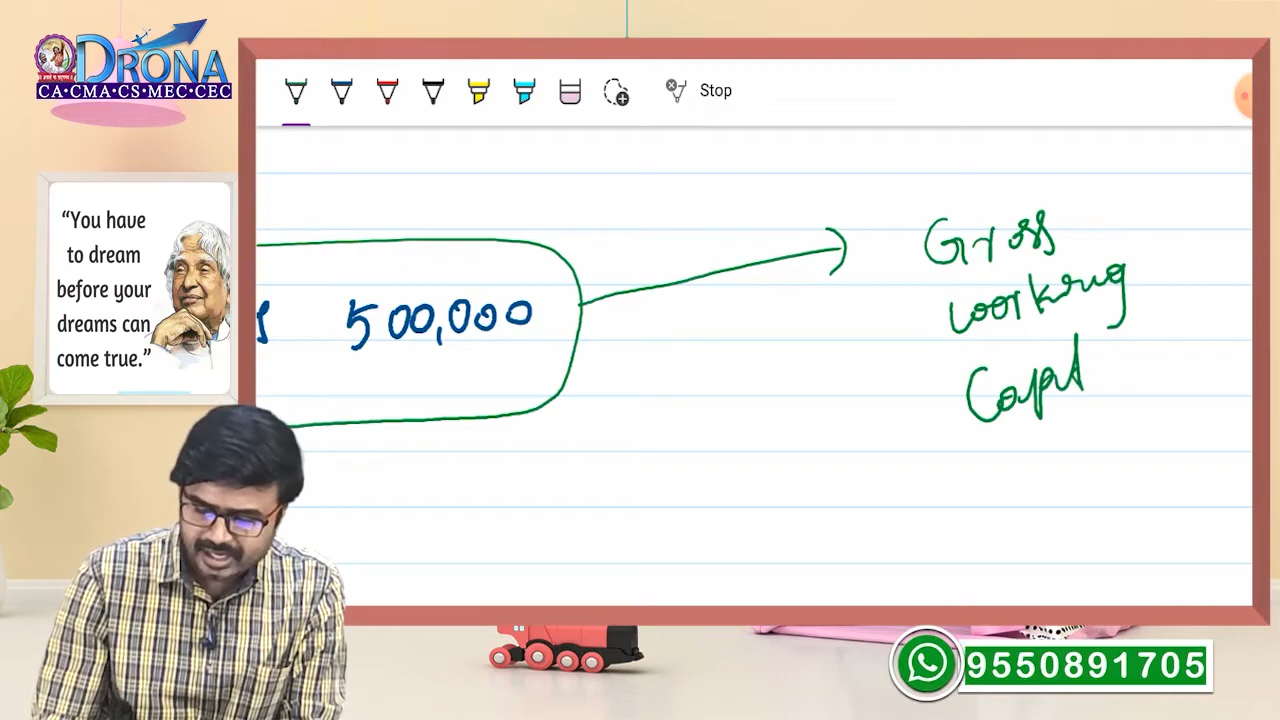 DRONA
CA•CMA•CS•MEC•CEC
Stop
“You have
to dream
before your
dreams can
come true.”
500,000
Gross
working
Capt
9550891705